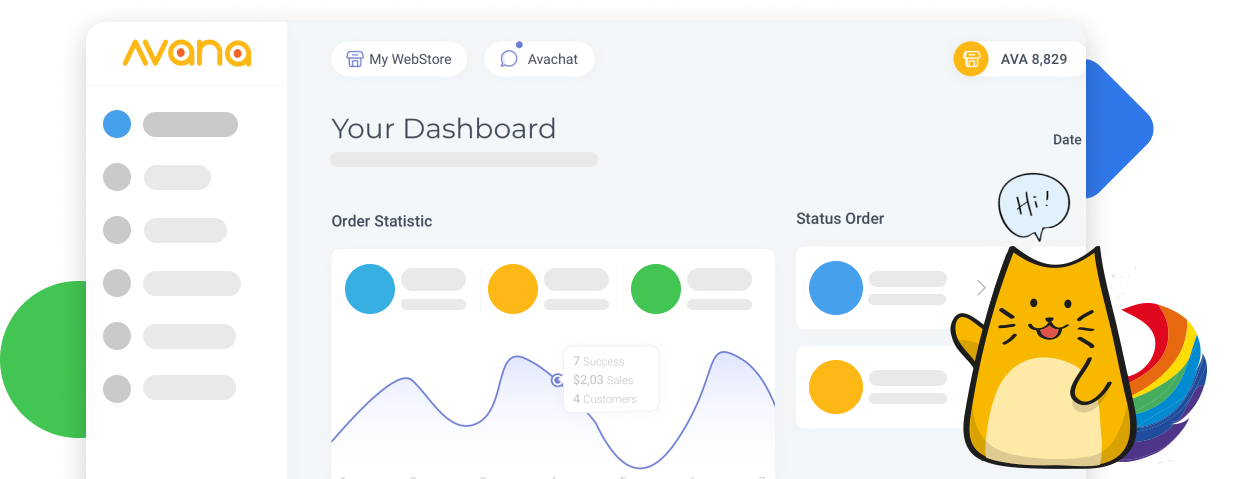 AVANA
My WebStore
Avachat
AVA 8,829
Your Dashboard
Date
Hi!
Order Statistic
Status Order
7 Success
$2,03 Sales
4 Customers